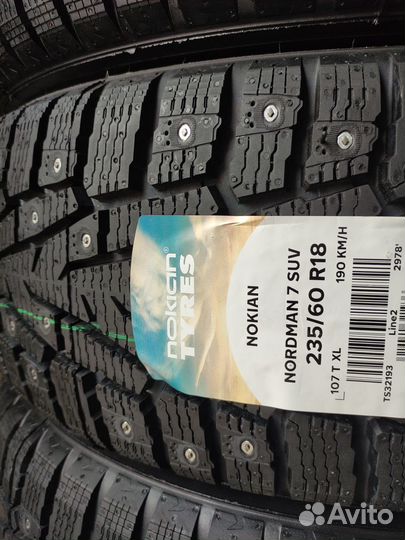 nokian®
TYRES
NOKIAN
NORDMAN 7 SUV
235/60 R18
107 T XL
190 KM/H
TS32193
Line2
2978'
Avito